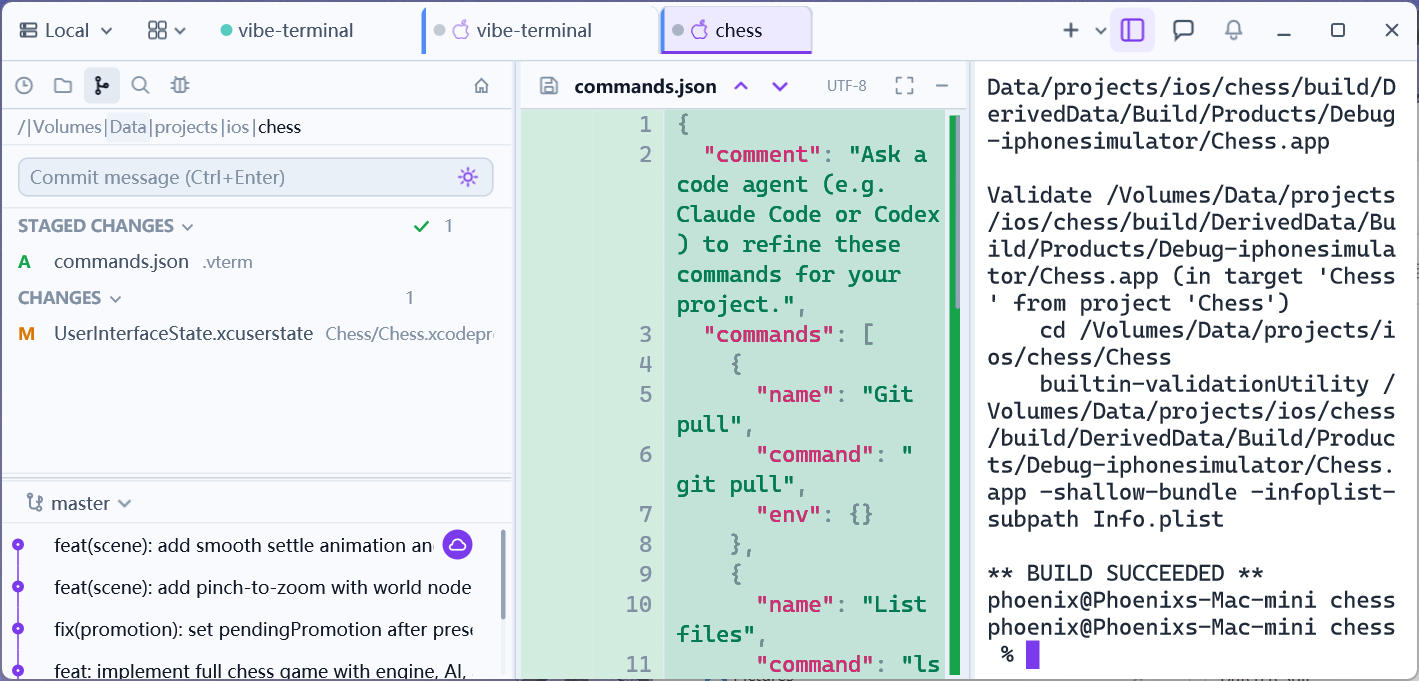 Local
vibe-terminal
vibe-terminal
chess
/|Volumes|Data|projects|ios|chess
Commit message (Ctrl+Enter)
STAGED CHANGES 1
A commands.json .vterm
CHANGES 1
M UserInterfaceState.xcuserstate Chess/Chess.xcodepr
master
feat(scene): add smooth settle animation an
feat(scene): add pinch-to-zoom with world node
fix(promotion): set pendingPromotion after prese
feat: implement full chess game with engine, AI,
commands.json UTF-8
1 {
2 "comment": "Ask a
code agent (e.g.
Claude Code or Codex
) to refine these
commands for your
project.",
3 "commands": [
4 {
5 "name": "Git
pull",
6 "command": "
git pull",
7 "env": {}
8 },
9 {
10 "name": "List
files",
11 "command": "ls
Data/projects/ios/chess/build/D
erivedData/Build/Products/Debug
-iphonesimulator/Chess.app
Validate /Volumes/Data/projects
/ios/chess/build/DerivedData/Bu
ild/Products/Debug-iphonesimula
tor/Chess.app (in target 'Chess
' from project 'Chess')
cd /Volumes/Data/projects/i
os/chess/Chess
builtin-validationUtility /
Volumes/Data/projects/ios/chess
/build/DerivedData/Build/Produc
ts/Debug-iphonesimulator/Chess.
app -shallow-bundle -infoplist-
subpath Info.plist
** BUILD SUCCEEDED **
phoenix@Phoenixs-Mac-mini chess
phoenix@Phoenixs-Mac-mini chess
%